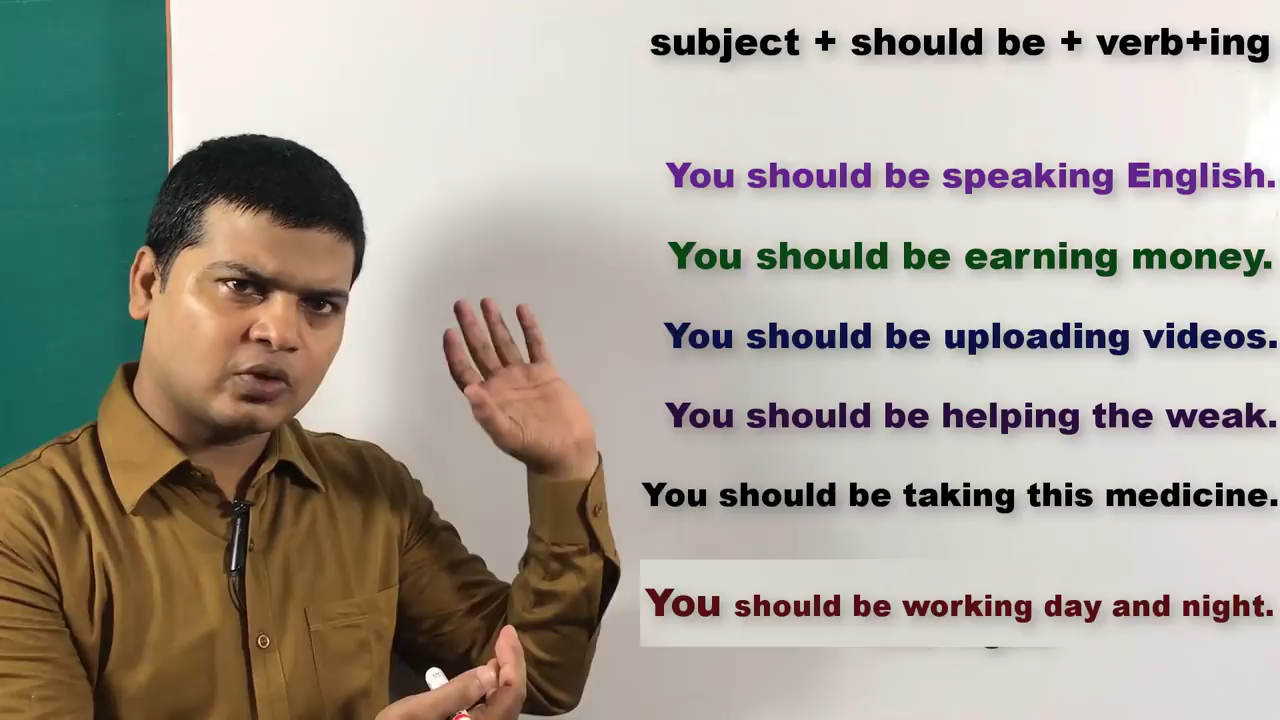 subject + should be + verb+ing
You should be speaking English.
You should be earning money.
You should be uploading videos.
You should be helping the weak.
You should be taking this medicine.
You should be working day and night.